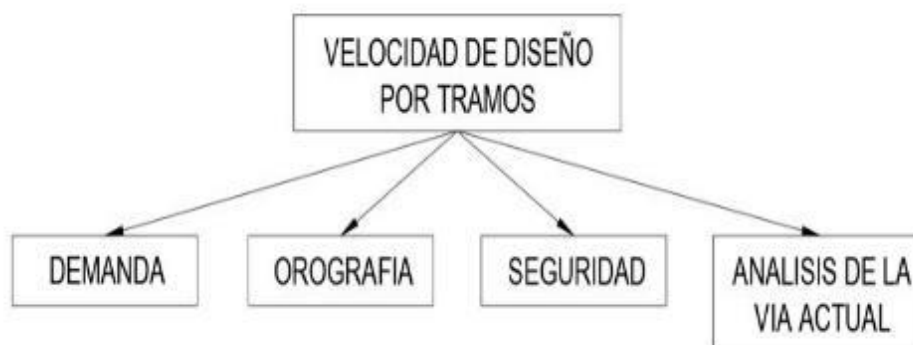 VELOCIDAD DE DISEÑO
POR TRAMOS
DEMANDA
OROGRAFIA
SEGURIDAD
ANALISIS DE LA
VIA ACTUAL